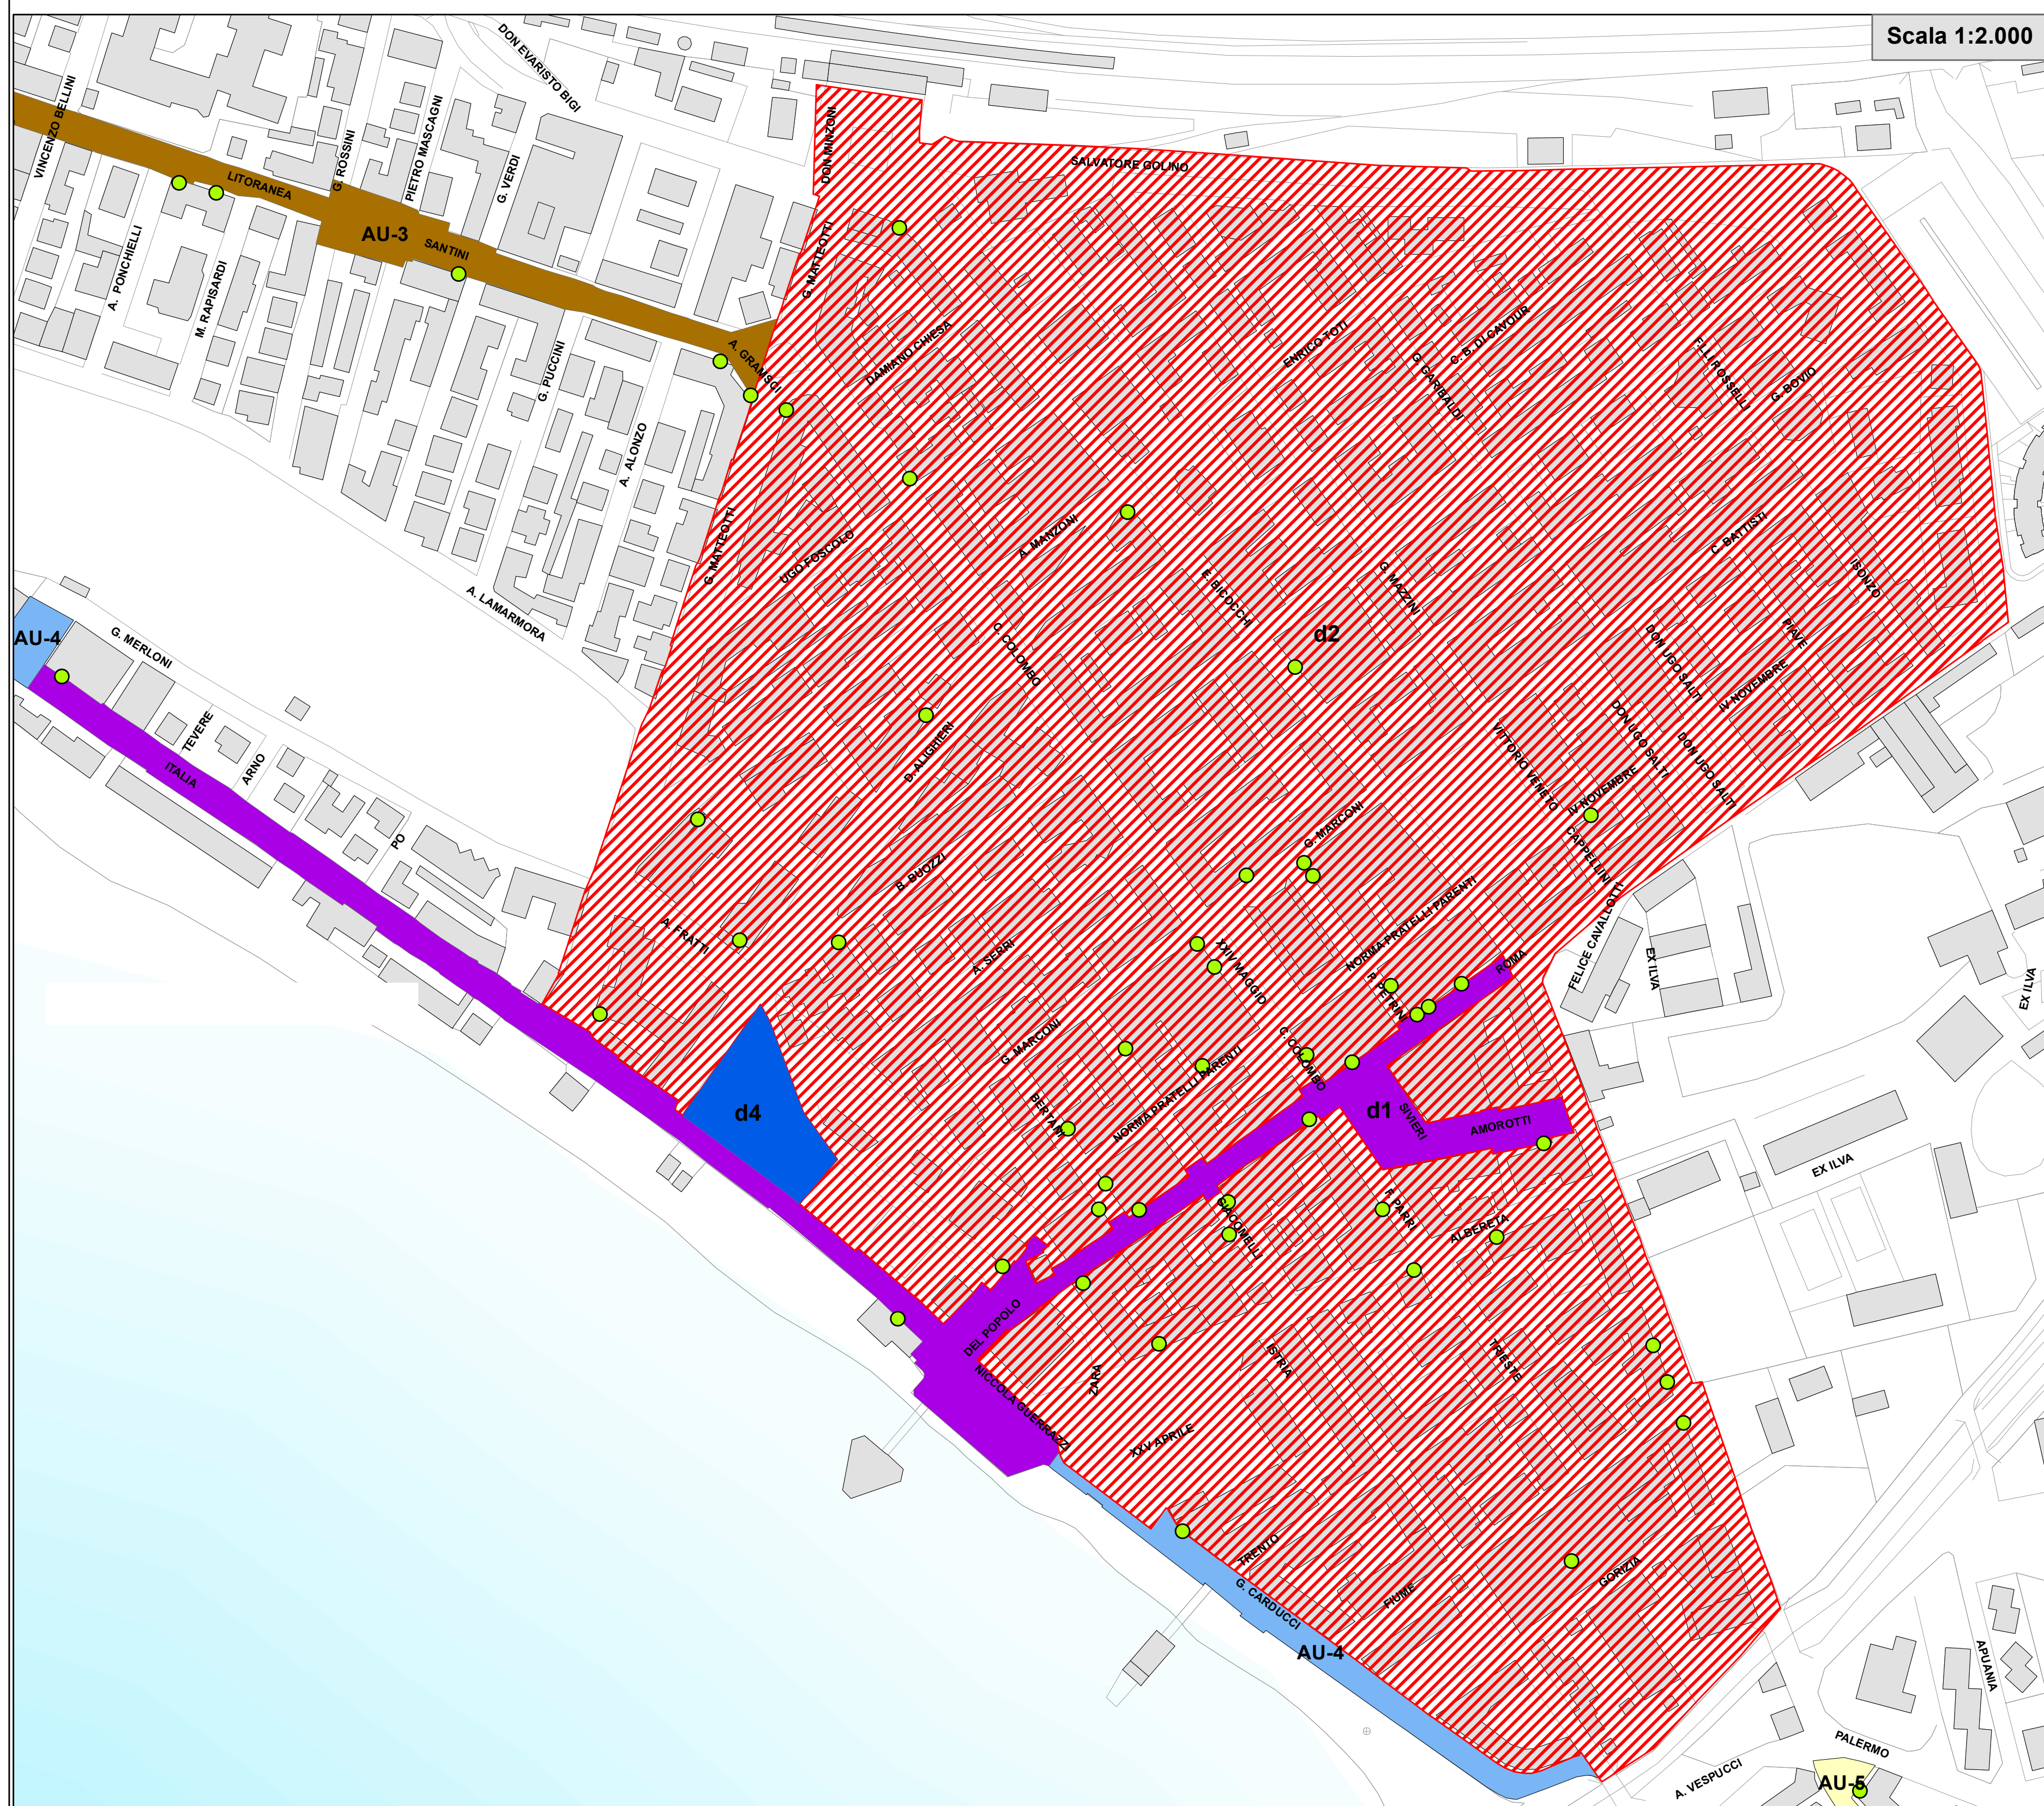 Scala 1:2.000
DON EVARISTO BIGI
VINCENZO BELLINI
G. ROSSINI
PIETRO MASCAGNI
G. VERDI
DON MINZONI
SALVATORE GOLINO
LITORANEA
AU-3
SANTINI
A. PONCHIELLI
M. RAPISARDI
G. MATTEOTTI
G. PUCCINI
A. GRAMSCI
DAMIANO CHIESA
ENRICO TOTI
G. GARIBALDI
C. B. DI CAVOUR
F.LLI ROSSELLI
G. BOVIO
A. ALONZO
G. MATTEOTTI
UGO FOSCOLO
A. MANZONI
E. BICOCCHI
G. MAZZINI
C. BATTISTI
ISONZO
A. LAMARMORA
AU-4
G. MERLONI
C. COLOMBO
d2
DON UGO SALTI
PIAVE
IV NOVEMBRE
TEVERE
ARNO
ITALIA
D. ALIGHIERI
VITTORIO VENETO
DON UGO SALTI
DON UGO SALTI
IV NOVEMBRE
PO
B. BUOZZI
G. MARCONI
CAPPELLINI
A. FRATTI
A. SERRI
XXIV MAGGIO
NORMA PRATELLI PARENTI
P. PETRINI
ROMA
FELICE CAVALLOTTI
EX ILVA
EX ILVA
G. MARCONI
C. COLOMBO
d4
BERTANI
NORMA PRATELLI PARENTI
d1
SIVIERI
AMOROTTI
EX ILVA
GIACOMELLI
F. PARRI
ALBERETA
DEL POPOLO
NICCOLA GUERRAZZI
ZARA
ISTRIA
TRIESTE
XXV APRILE
TRENTO
G. CARDUCCI
FIUME
GORIZIA
AU-4
APUANIA
PALERMO
A. VESPUCCI
AU-5